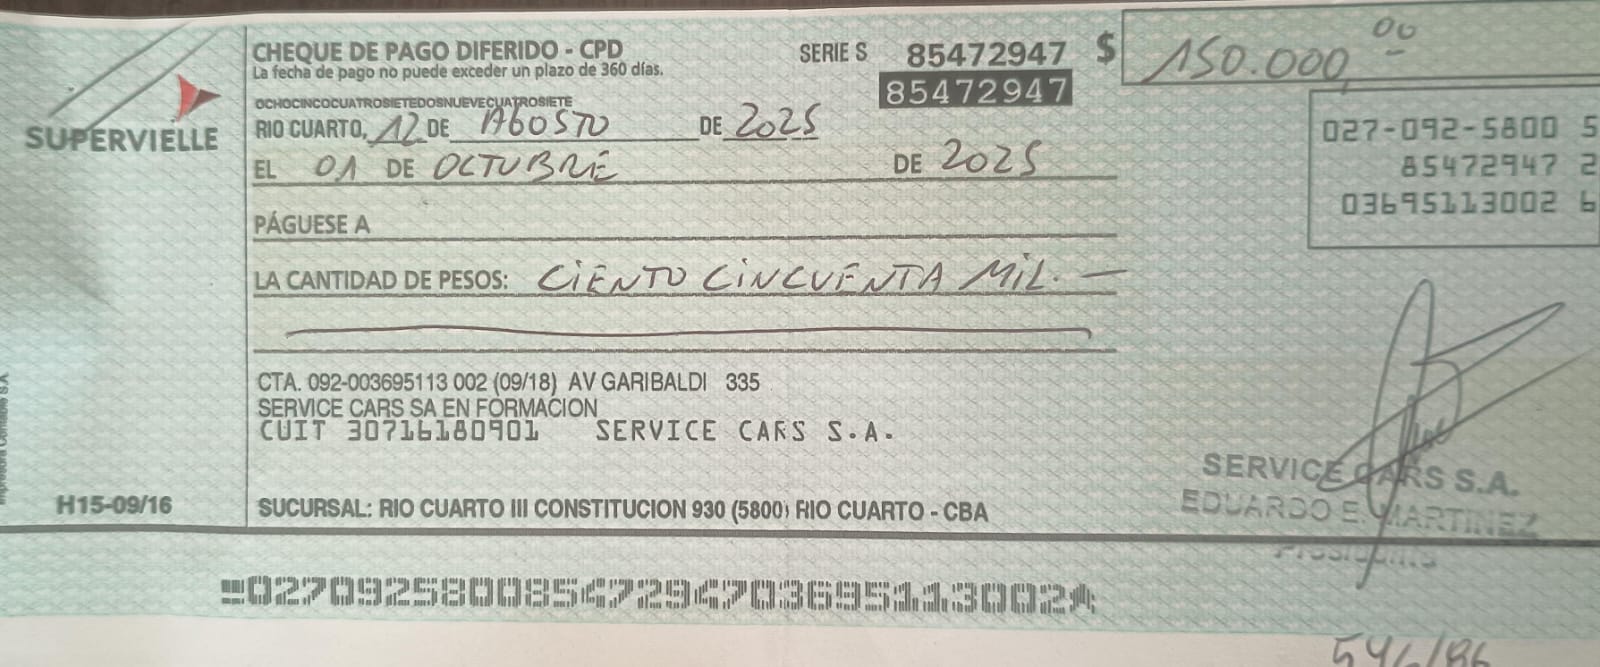 CHEQUE DE PAGO DIFERIDO - CPD SERIE S 85472947 $ 150.000,00
La fecha de pago no puede exceder un plazo de 360 días.
85472947
OCHOCINCOCUATROSIETEDOSNUEVECUATROSIETE
SUPERVIELLE
RIO CUARTO, 12 DE AGOSTO DE 2025
EL 01 DE OCTUBRE DE 2025
027-092-5800 5
85472947 2
03695113002 6
PÁGUESE A
LA CANTIDAD DE PESOS: CIENTO CINCUENTA MIL. —
CTA. 092-003695113 002 (09/18) AV GARIBALDI 335
SERVICE CARS SA EN FORMACION
CUIT 30716180901 SERVICE CARS S.A.
SERVICE CARS S.A.
EDUARDO E. MARTINEZ
H15-09/16
SUCURSAL: RIO CUARTO III CONSTITUCION 930 (5800) RIO CUARTO - CBA
02709258008547294703695113002